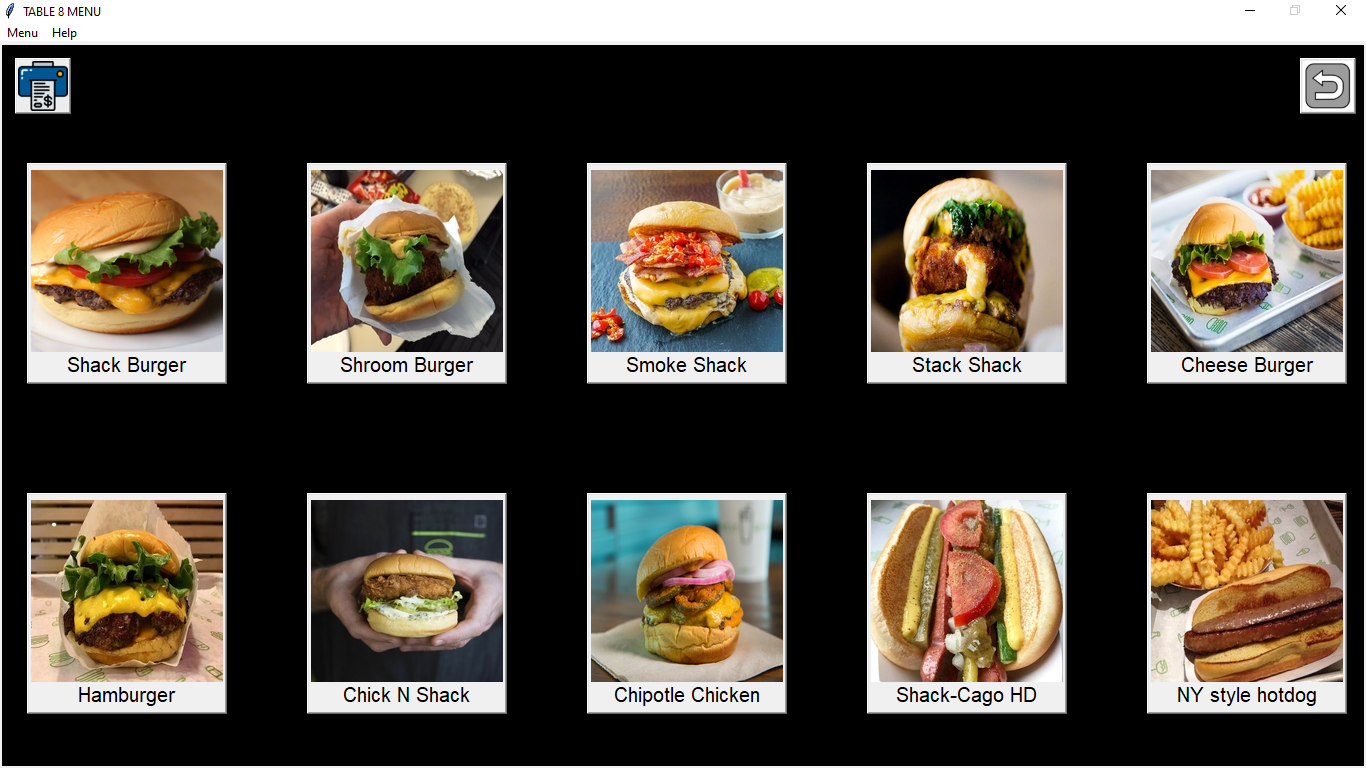 TABLE 8 MENU
Menu Help
$
Shack Burger
Shroom Burger
Smoke Shack
Stack Shack
Cheese Burger
Hamburger
Chick N Shack
Chipotle Chicken
Shack-Cago HD
NY style hotdog